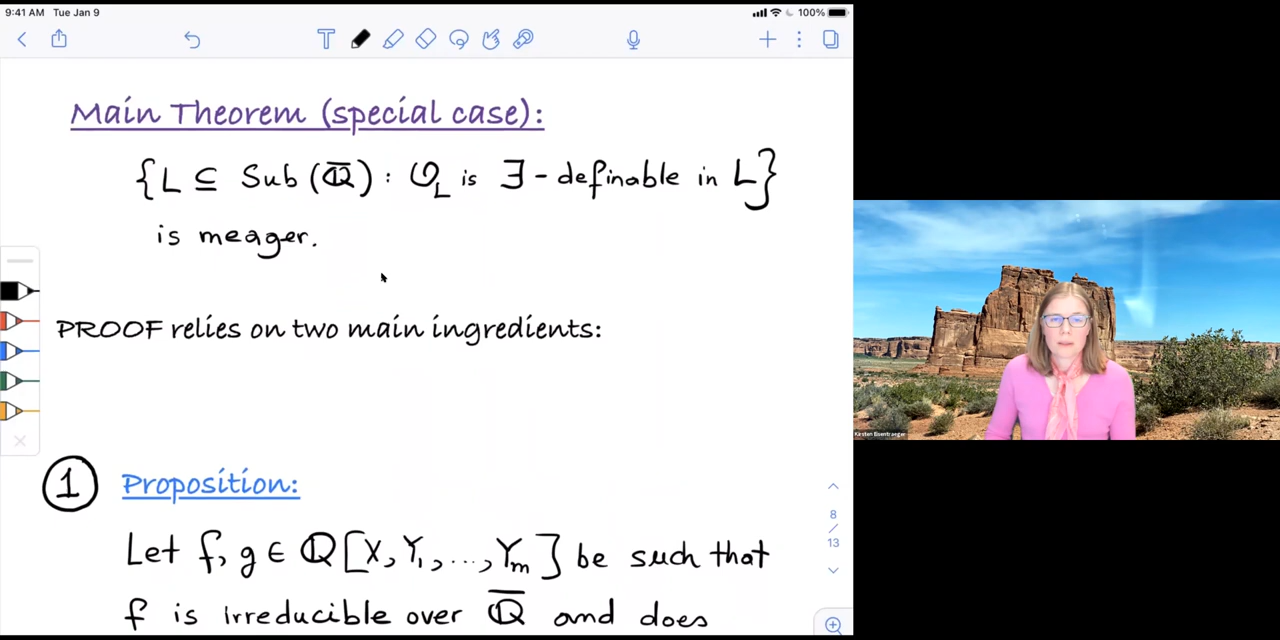 9:41 AM Tue Jan 9
100%
Main Theorem (special case):
{L ⊆ Sub(ℚ̅) : 𝒪_L is ∃-definable in L}
is meager.
PROOF relies on two main ingredients:
① Proposition:
Let f, g ∈ ℚ[X, Y₁, ..., Yₘ] be such that
f is irreducible over ℚ̅ and does
8
/
13
Kirsten Eisentraeger